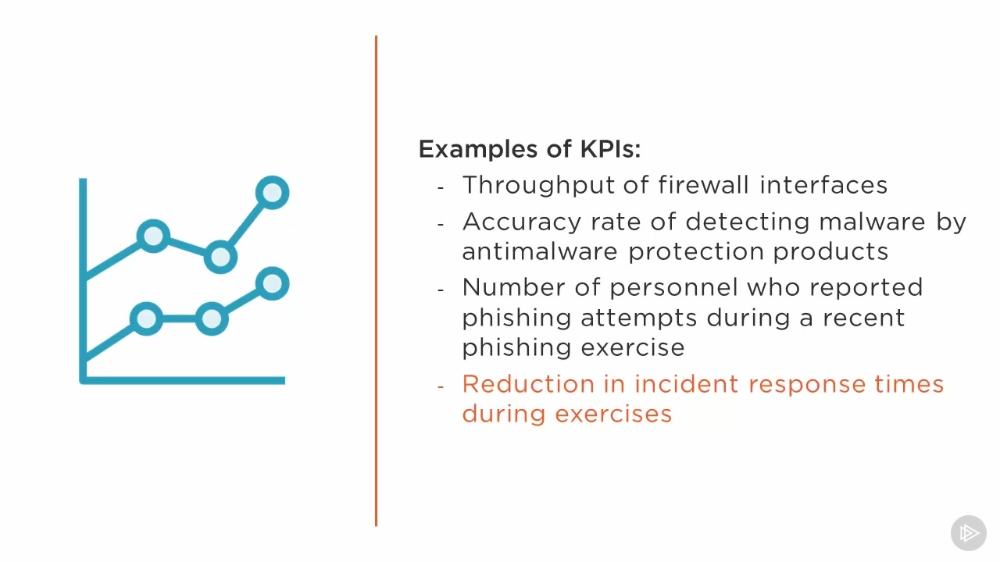 Examples of KPIs:
- Throughput of firewall interfaces
- Accuracy rate of detecting malware by
antimalware protection products
- Number of personnel who reported
phishing attempts during a recent
phishing exercise
- Reduction in incident response times
during exercises